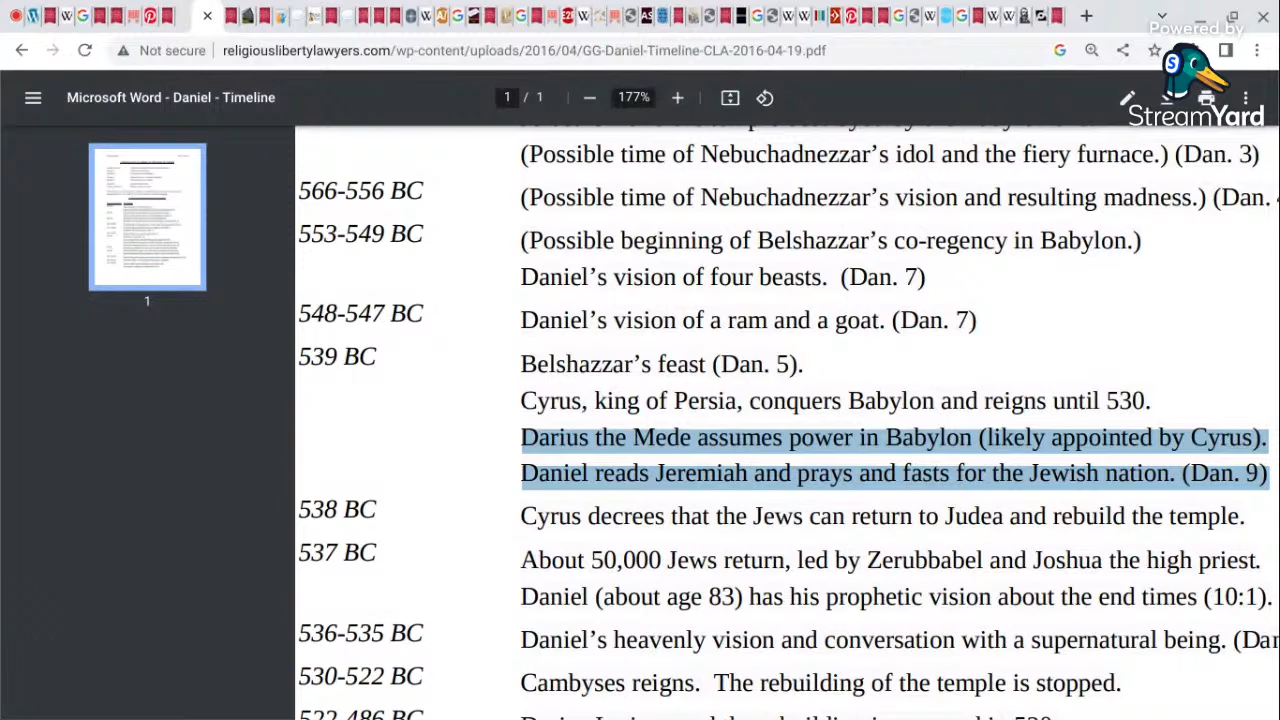 Not secure religiouslibertylawyers.com/wp-content/uploads/2016/04/GG-Daniel-Timeline-CLA-2016-04-19.pdf
Powered by
StreamYard
Microsoft Word - Daniel - Timeline 1 / 1 177%
1
(Possible time of Nebuchadnezzar’s idol and the fiery furnace.) (Dan. 3)
566-556 BC (Possible time of Nebuchadnezzar’s vision and resulting madness.) (Dan.
553-549 BC (Possible beginning of Belshazzar’s co-regency in Babylon.)
Daniel’s vision of four beasts. (Dan. 7)
548-547 BC Daniel’s vision of a ram and a goat. (Dan. 7)
539 BC Belshazzar’s feast (Dan. 5).
Cyrus, king of Persia, conquers Babylon and reigns until 530.
Darius the Mede assumes power in Babylon (likely appointed by Cyrus).
Daniel reads Jeremiah and prays and fasts for the Jewish nation. (Dan. 9)
538 BC Cyrus decrees that the Jews can return to Judea and rebuild the temple.
537 BC About 50,000 Jews return, led by Zerubbabel and Joshua the high priest.
Daniel (about age 83) has his prophetic vision about the end times (10:1).
536-535 BC Daniel’s heavenly vision and conversation with a supernatural being. (Dan
530-522 BC Cambyses reigns. The rebuilding of the temple is stopped.
522-486 BC